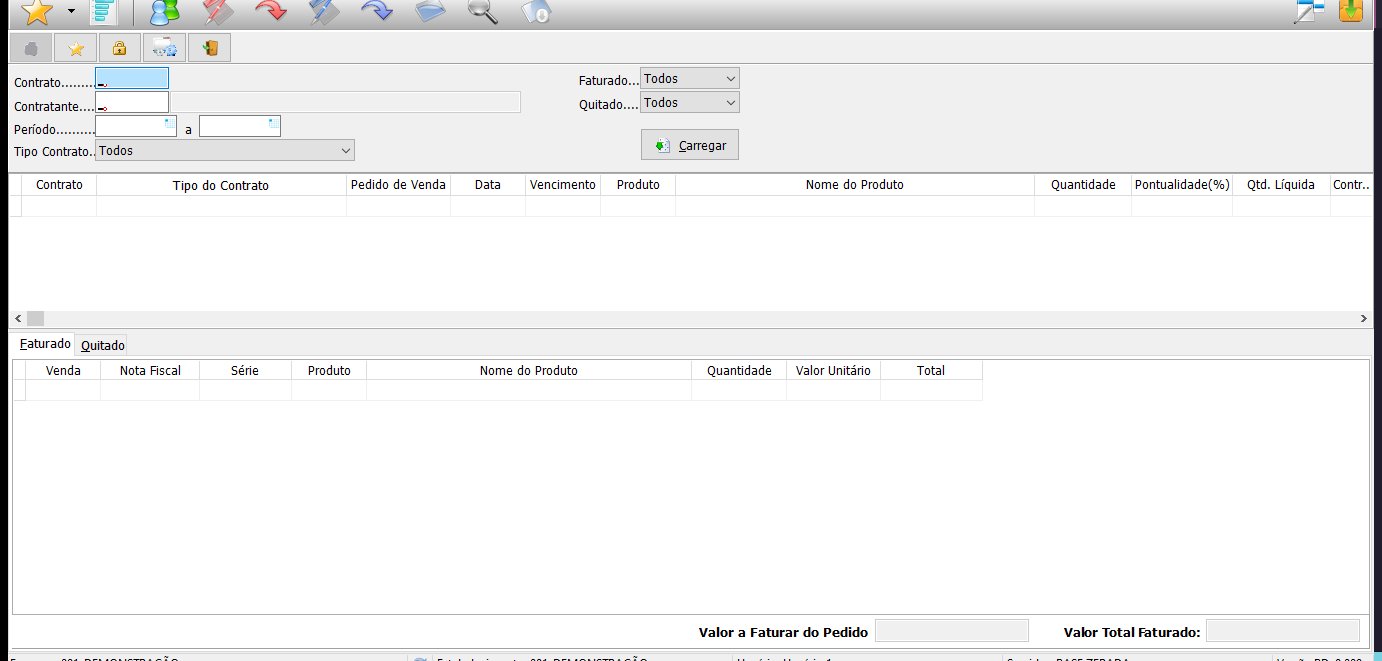 Contrato.........
Faturado... Todos
Contratante....
Quitado.... Todos
Período.......... a
Tipo Contrato.. Todos
Carregar
Contrato Tipo do Contrato Pedido de Venda Data Vencimento Produto Nome do Produto Quantidade Pontualidade(%) Qtd. Líquida Contr..
Faturado Quitado
Venda Nota Fiscal Série Produto Nome do Produto Quantidade Valor Unitário Total
Valor a Faturar do Pedido Valor Total Faturado: